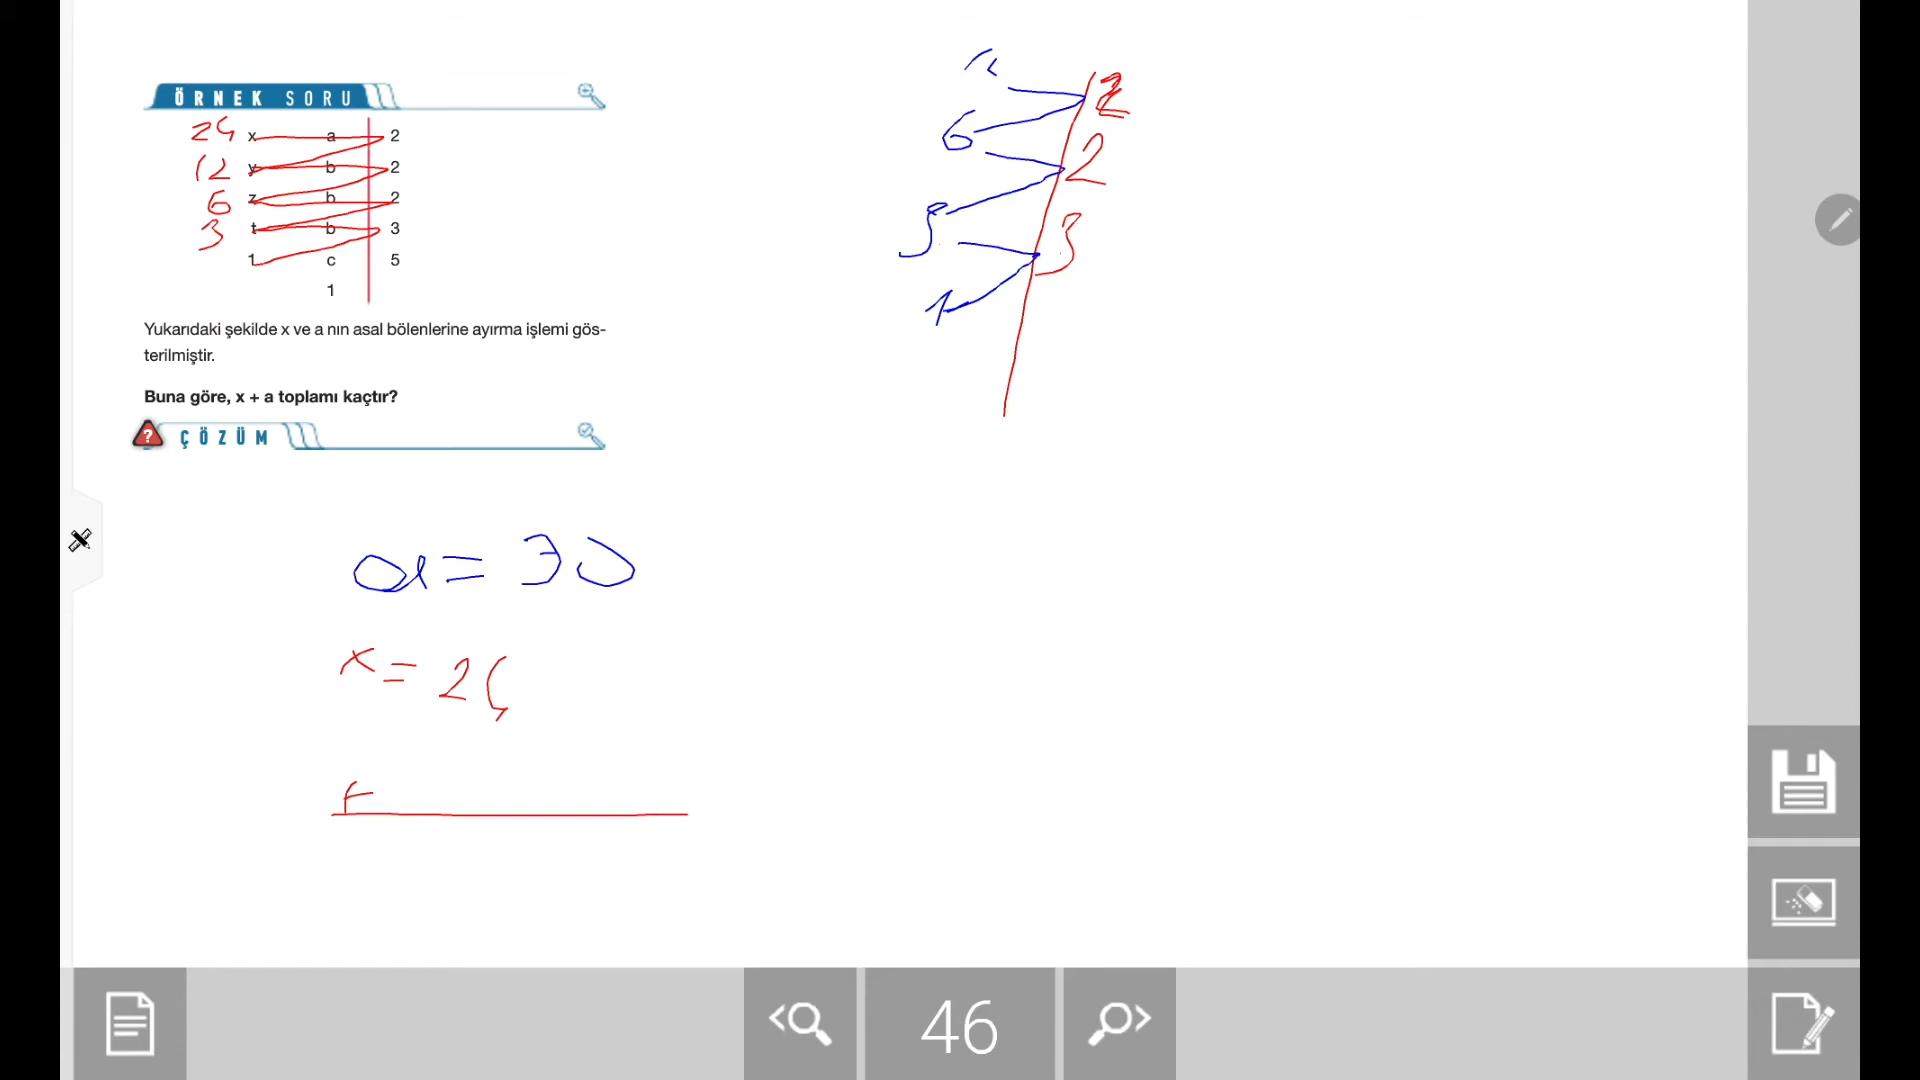 ÖRNEK SORU
24 x a 2
12 y b 2
6 z b 2
3 t b 3
1 c 5
1
Yukarıdaki şekilde x ve a nın asal bölenlerine ayırma işlemi gös-
terilmiştir.
Buna göre, x + a toplamı kaçtır?
? ÇÖZÜM
a = 30
x = 24
+
2
6 2
3 3
1
46